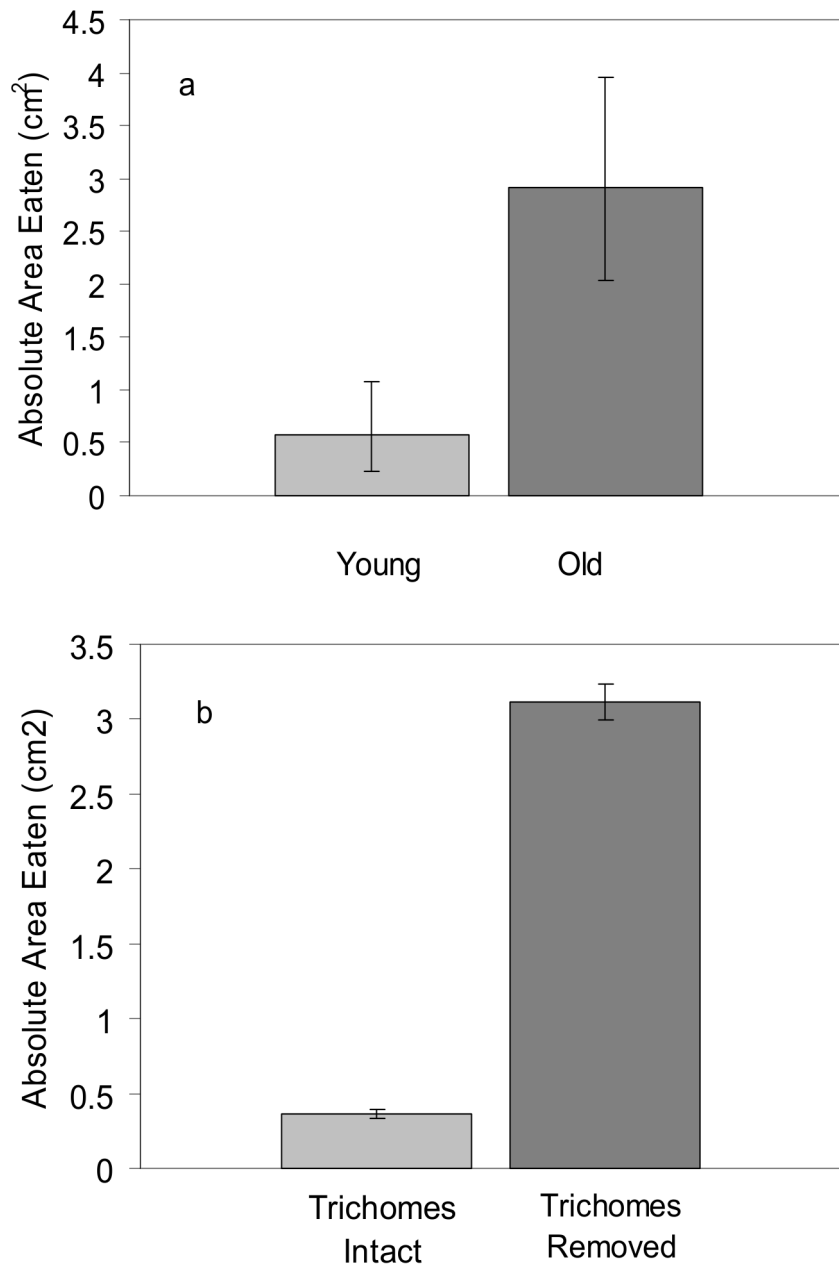 Absolute Area Eaten (cm²)
4.5
4
3.5
3
2.5
2
1.5
1
0.5
0
a
Young Old
Absolute Area Eaten (cm2)
3.5
3
2.5
2
1.5
1
0.5
0
b
Trichomes Intact
Trichomes Removed